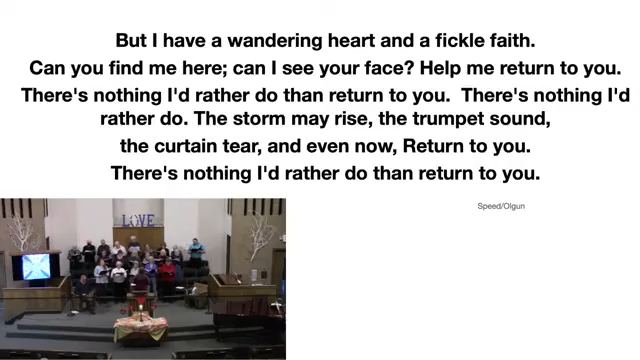 But I have a wandering heart and a fickle faith.
Can you find me here; can I see your face? Help me return to you.
There's nothing I'd rather do than return to you. There's nothing I'd
rather do. The storm may rise, the trumpet sound,
the curtain tear, and even now, Return to you.
There's nothing I'd rather do than return to you.
Speed/Olgun
LOVE